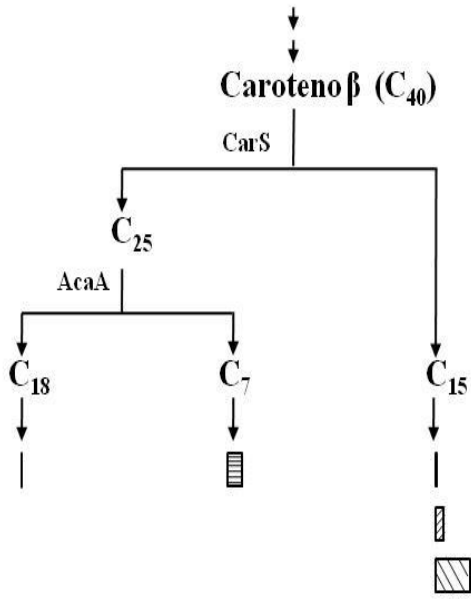 Caroteno β (C₄₀)
CarS
C₂₅
AcaA
C₁₈ C₇ C₁₅